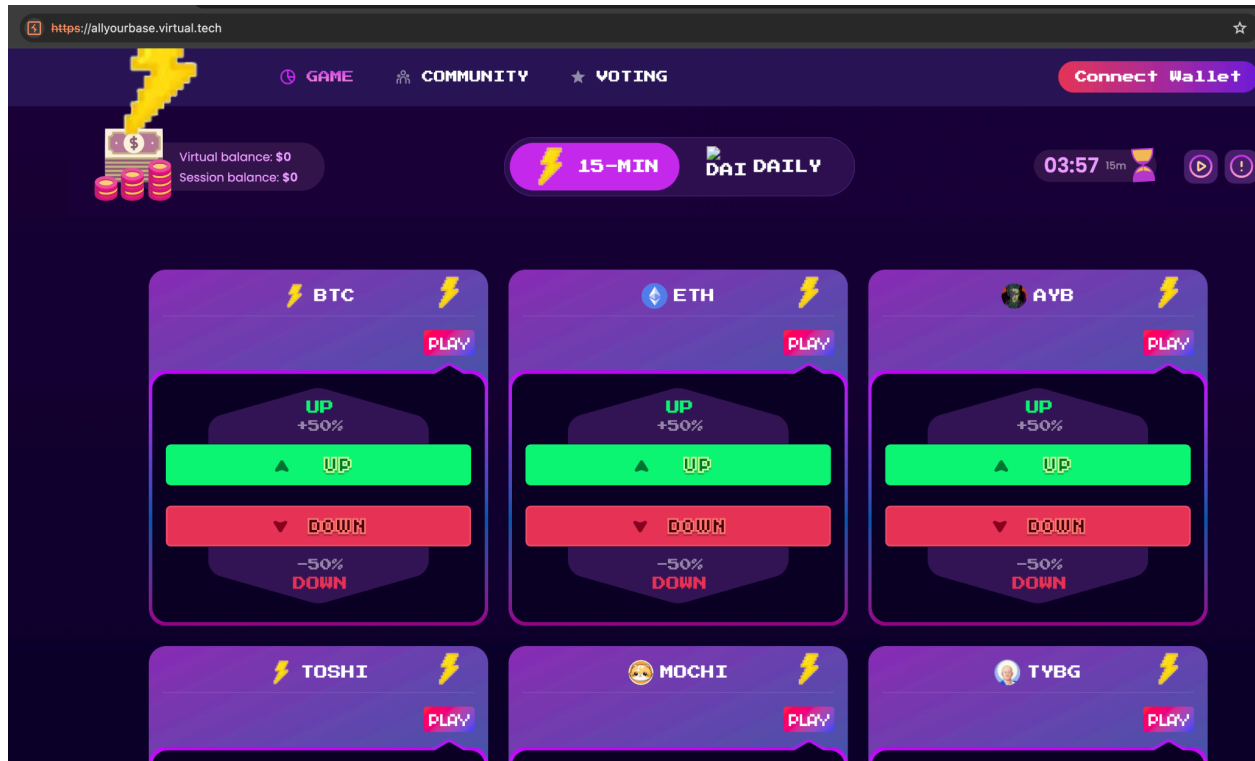 https://allyourbase.virtual.tech
GAME COMMUNITY VOTING Connect Wallet
Virtual balance: $0
Session balance: $0
15-MIN DAI DAILY
03:57 15m
BTC ETH AYB
PLAY PLAY PLAY
UP UP UP
+50% +50% +50%
UP UP UP
DOWN DOWN DOWN
-50% -50% -50%
DOWN DOWN DOWN
TOSHI MOCHI TYBG
PLAY PLAY PLAY